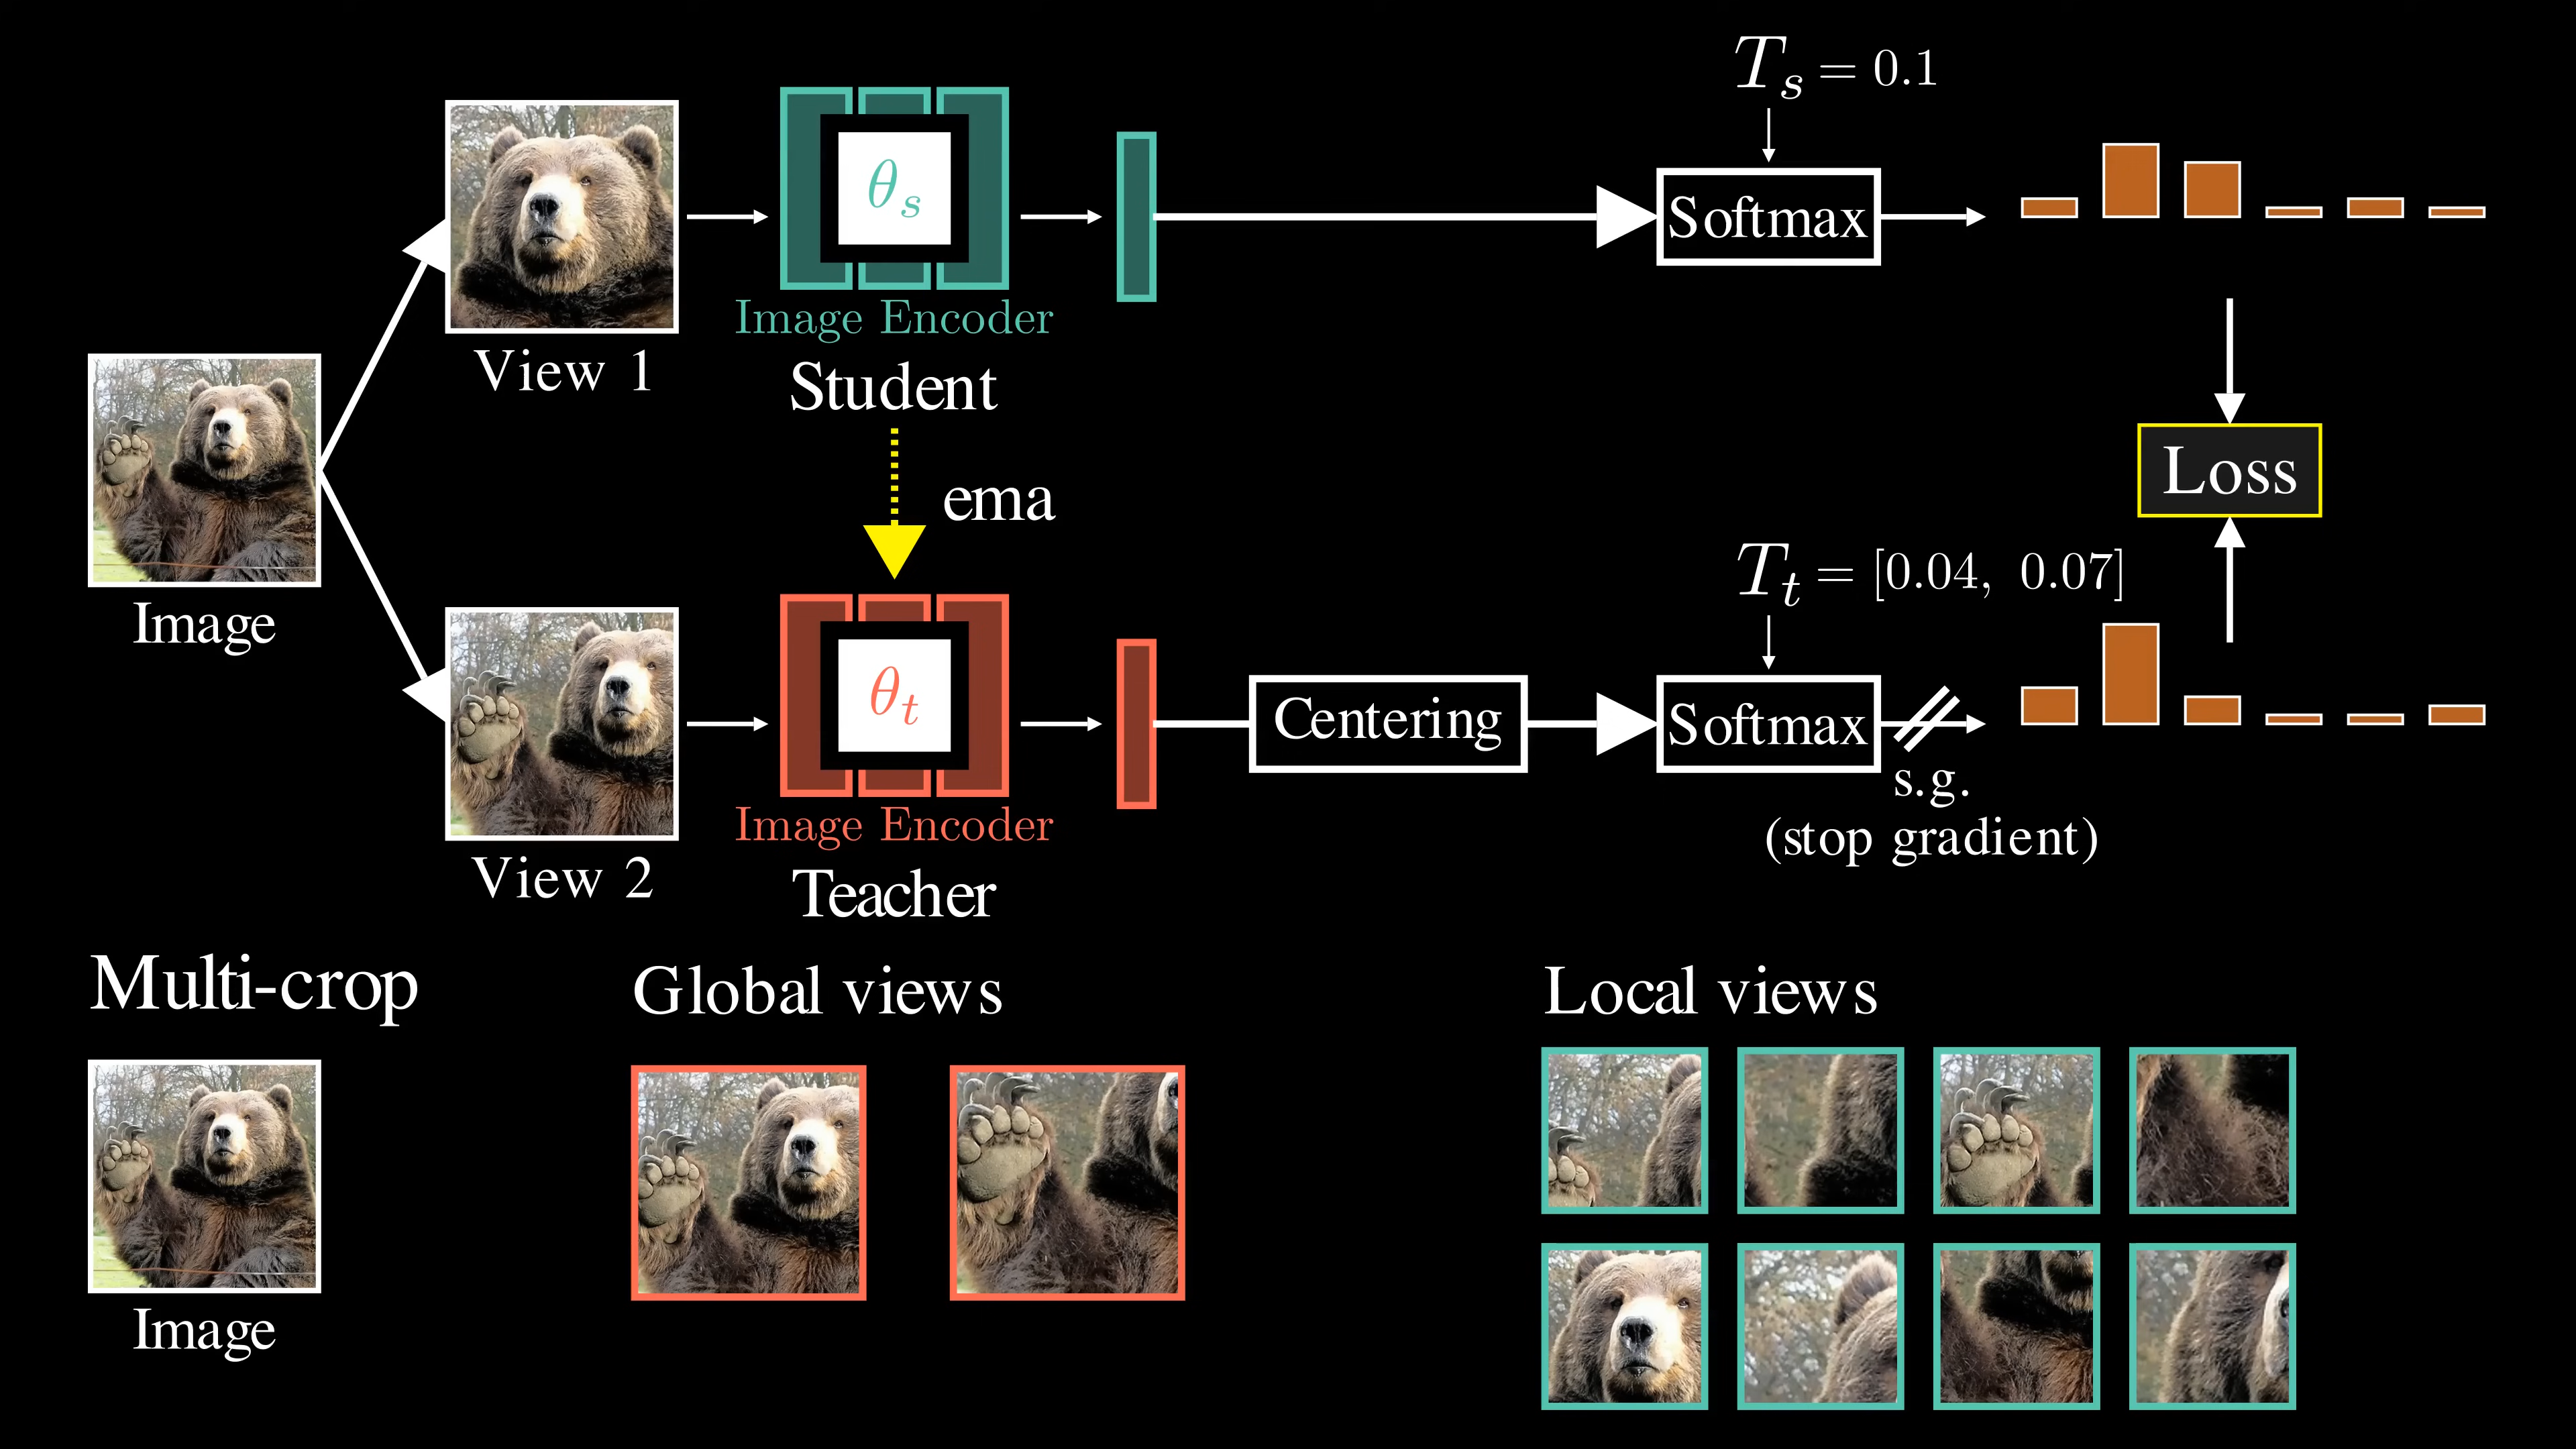 T_s = 0.1
θ_s
Softmax
Image Encoder
View 1
Student
Loss
ema
T_t = [0.04, 0.07]
Image
θ_t
Centering
Softmax
s.g.
Image Encoder
(stop gradient)
View 2
Teacher
Multi-crop
Global views
Local views
Image